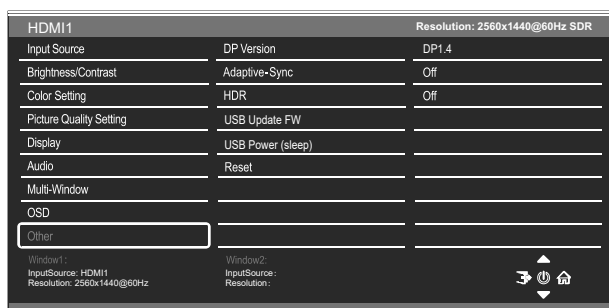 HDMI1 Resolution: 2560x1440@60Hz SDR
Input Source DP Version DP1.4
Brightness/Contrast Adaptive-Sync Off
Color Setting HDR Off
Picture Quality Setting USB Update FW
Display USB Power (sleep)
Audio Reset
Multi-Window
OSD
Other
Window1: Window2:
InputSource: HDMI1 InputSource:
Resolution: 2560x1440@60Hz Resolution: